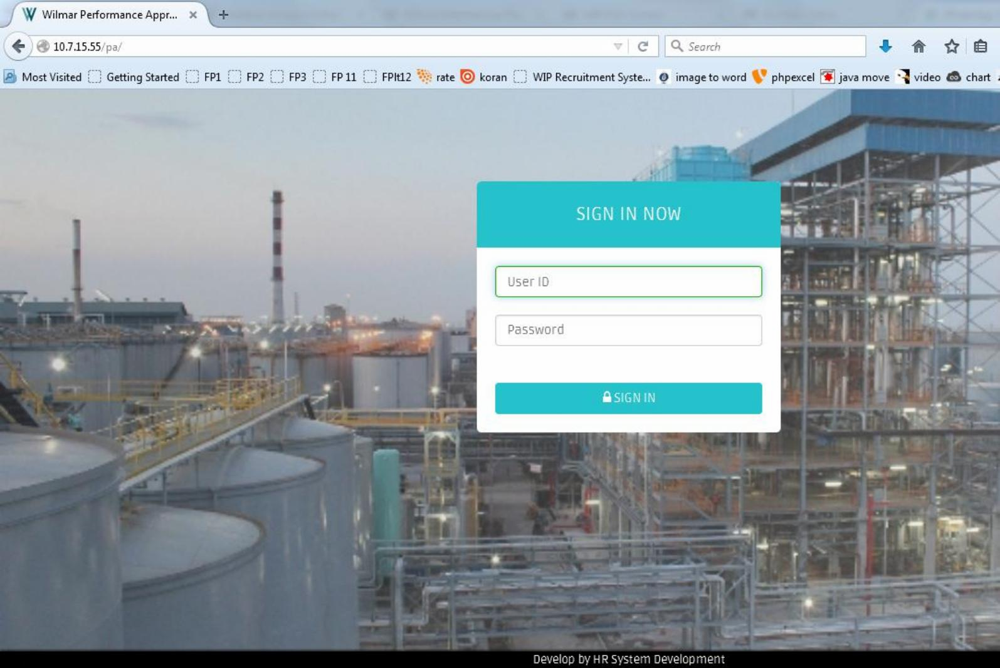 Wilmar Performance Appr...
10.7.15.55/pa/
Search
Most Visited Getting Started FP1 FP2 FP3 FP 11 FPIt12 rate koran WIP Recruitment Syste... image to word phpexcel java move video chart
SIGN IN NOW
User ID
Password
SIGN IN
Develop by HR System Development